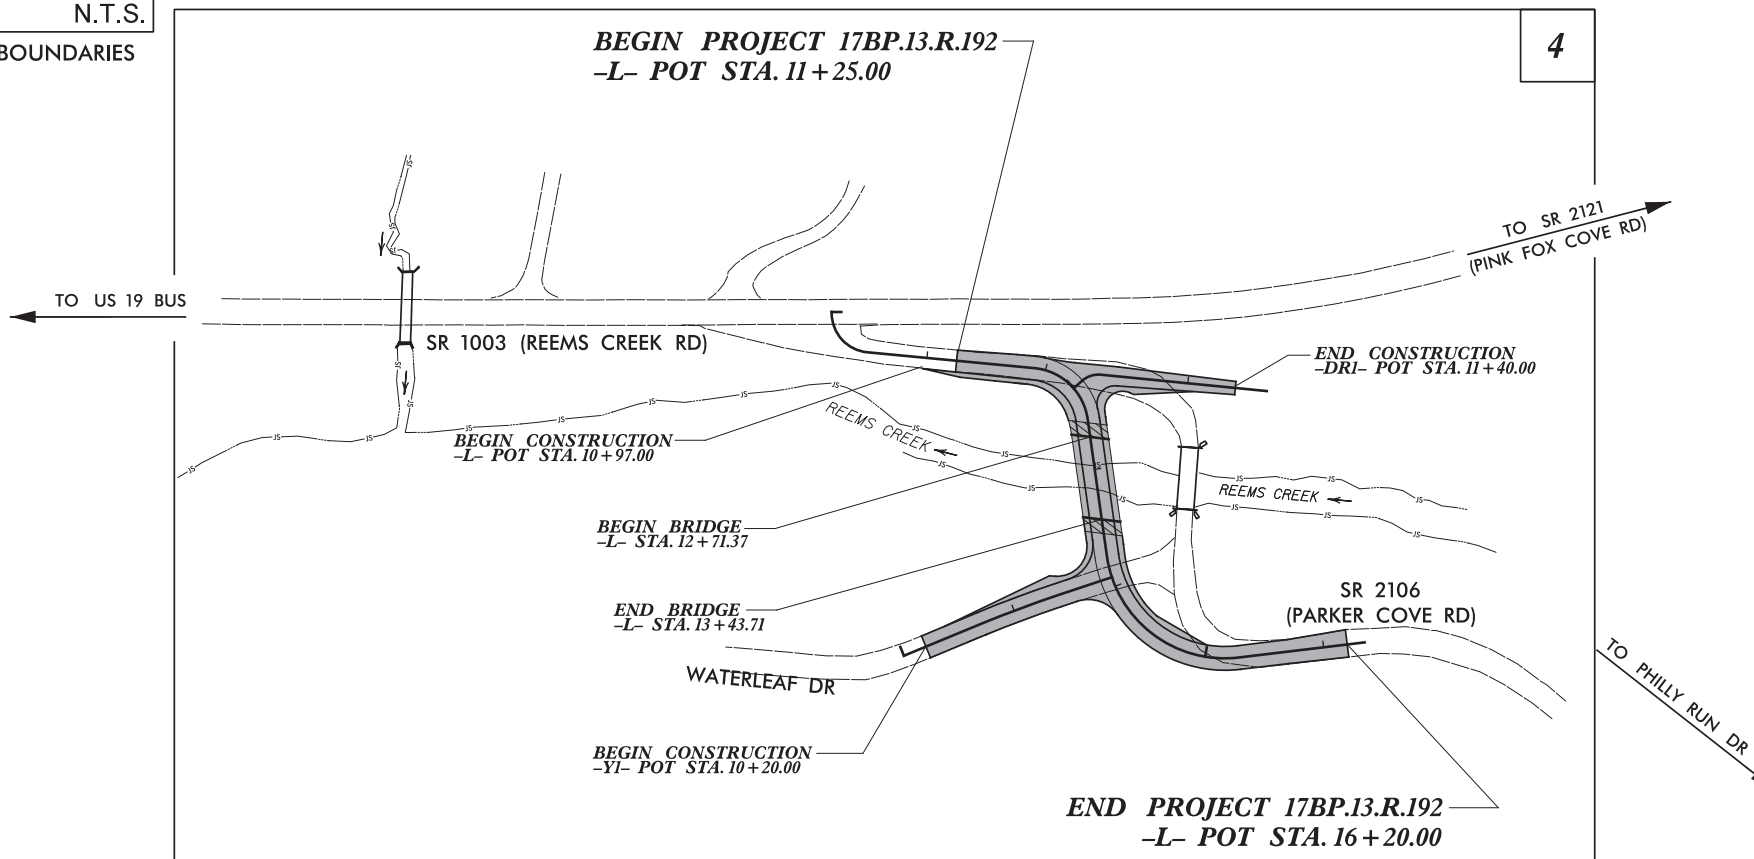 N.T.S.
BOUNDARIES
BEGIN PROJECT 17BP.13.R.192
-L- POT STA. 11+25.00
4
TO SR 2121
(PINK FOX COVE RD)
TO US 19 BUS
SR 1003 (REEMS CREEK RD)
END CONSTRUCTION
-DR1- POT STA. 11+40.00
REEMS CREEK
BEGIN CONSTRUCTION
-L- POT STA. 10+97.00
REEMS CREEK
BEGIN BRIDGE
-L- STA. 12+71.37
END BRIDGE
-L- STA. 13+43.71
SR 2106
(PARKER COVE RD)
WATERLEAF DR
TO PHILLY RUN DR
BEGIN CONSTRUCTION
-Y1- POT STA. 10+20.00
END PROJECT 17BP.13.R.192
-L- POT STA. 16+20.00